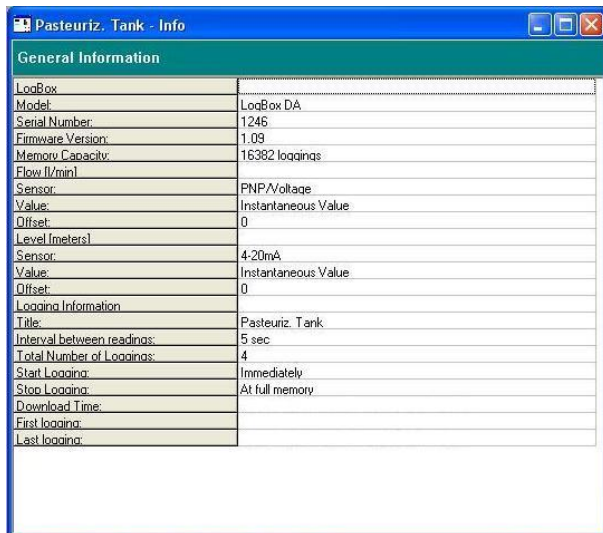 Pasteuriz. Tank - Info
General Information
LogBox
Model: LogBox DA
Serial Number: 1246
Firmware Version: 1.09
Memory Capacity: 16382 loggings
Flow [l/min]
Sensor: PNP/Voltage
Value: Instantaneous Value
Offset: 0
Level [meters]
Sensor: 4-20mA
Value: Instantaneous Value
Offset: 0
Logging Information
Title: Pasteuriz. Tank
Interval between readings: 5 sec
Total Number of Loggings: 4
Start Logging: Immediately
Stop Logging: At full memory
Download Time:
First logging:
Last logging: